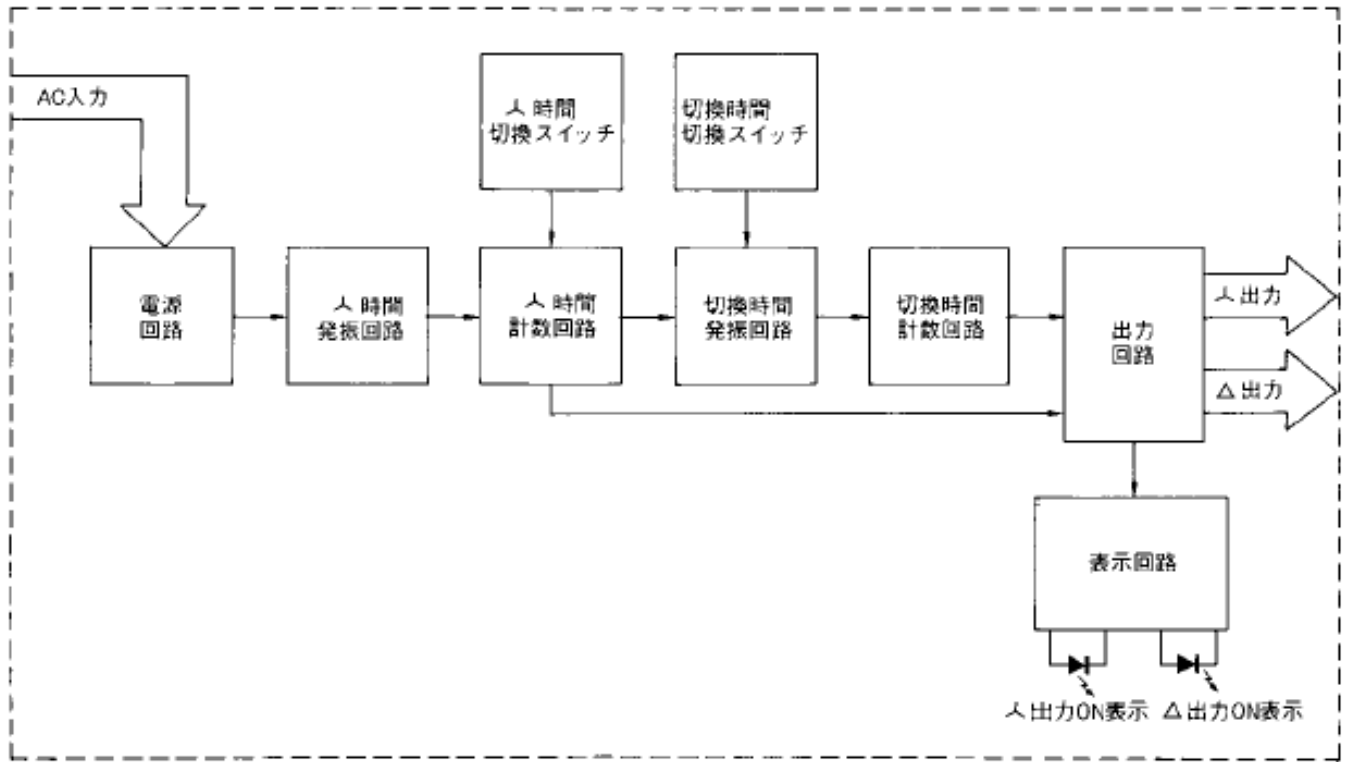 AC入力
人時間
切換スイッチ
切換時間
切換スイッチ
電源
回路
人時間
発振回路
人時間
計数回路
切換時間
発振回路
切換時間
計数回路
出力
回路
人出力
△出力
表示回路
人出力ON表示
△出力ON表示